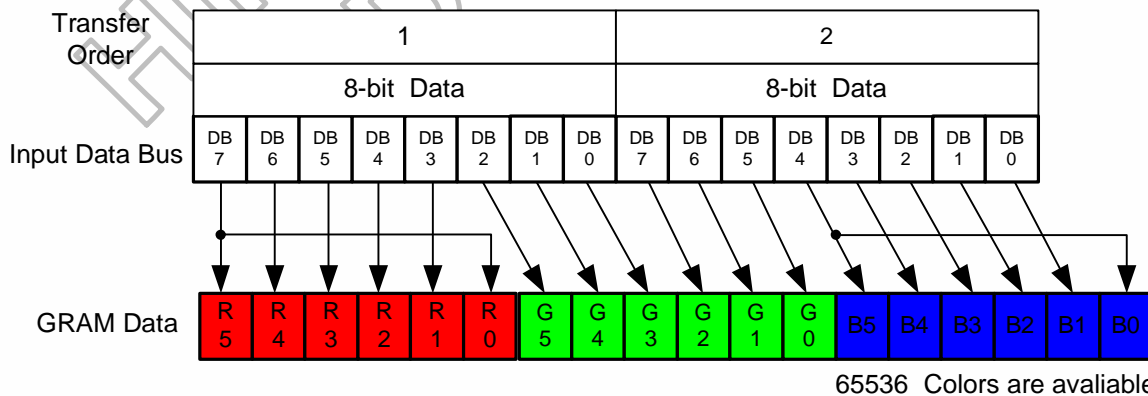 Transfer
Order
1 2
8-bit Data 8-bit Data
Input Data Bus
DB 7 DB 6 DB 5 DB 4 DB 3 DB 2 DB 1 DB 0 DB 7 DB 6 DB 5 DB 4 DB 3 DB 2 DB 1 DB 0
GRAM Data
R 5 R 4 R 3 R 2 R 1 R 0 G 5 G 4 G 3 G 2 G 1 G 0 B5 B4 B3 B2 B1 B0
65536 Colors are avaliable